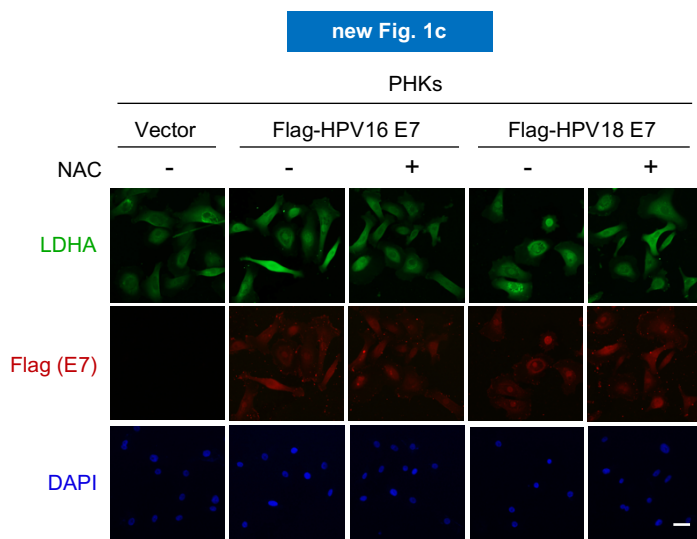 new Fig. 1c
PHKs
Vector Flag-HPV16 E7 Flag-HPV18 E7
NAC - - + - +
LDHA
Flag (E7)
DAPI